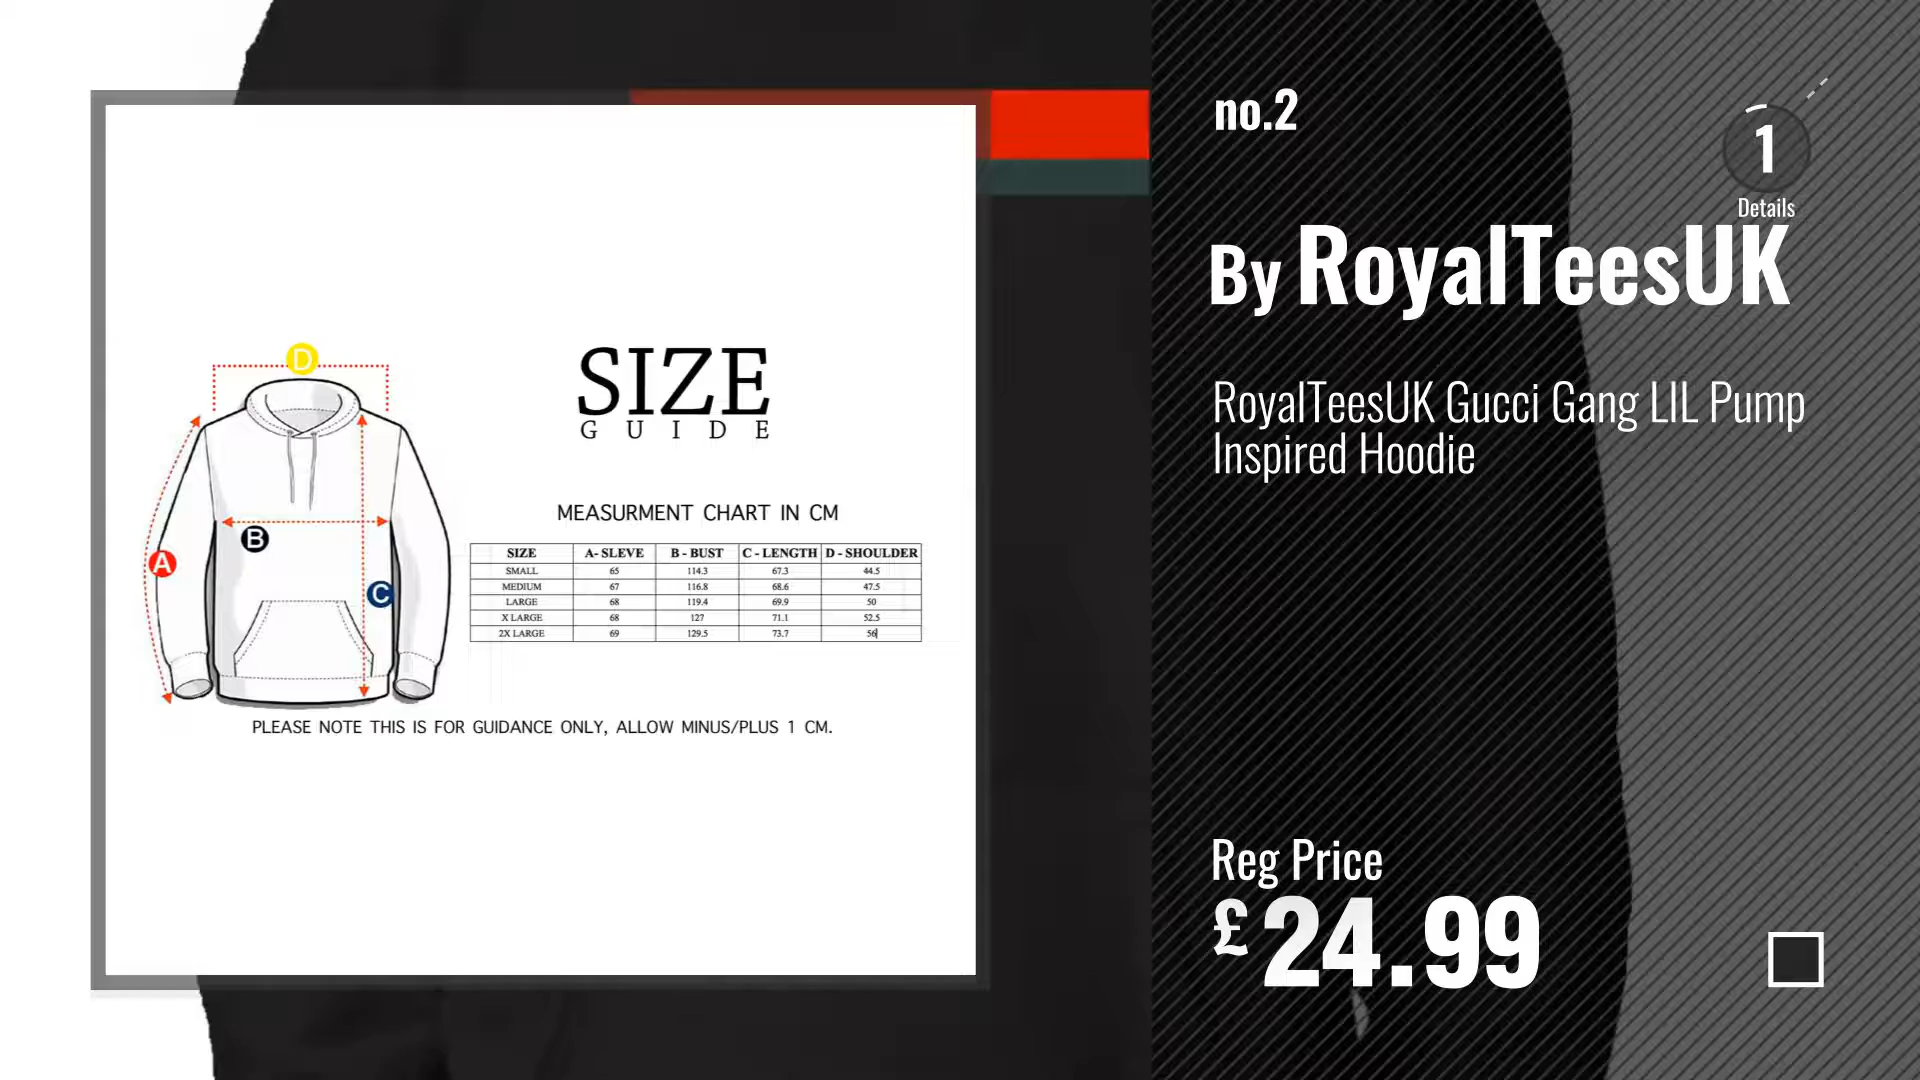 no.2
1
Details
By RoyalTeesUK
RoyalTeesUK Gucci Gang LIL Pump
Inspired Hoodie
Reg Price
£24.99
D
A
B
C
SIZE
GUIDE
MEASURMENT CHART IN CM
SIZE A- SLEVE B - BUST C - LENGTH D - SHOULDER
SMALL 65 114.3 67.3 44.5
MEDIUM 67 116.8 68.6 47.5
LARGE 68 119.4 69.9 50
X LARGE 68 127 71.1 52.5
2X LARGE 69 129.5 73.7 56
PLEASE NOTE THIS IS FOR GUIDANCE ONLY, ALLOW MINUS/PLUS 1 CM.